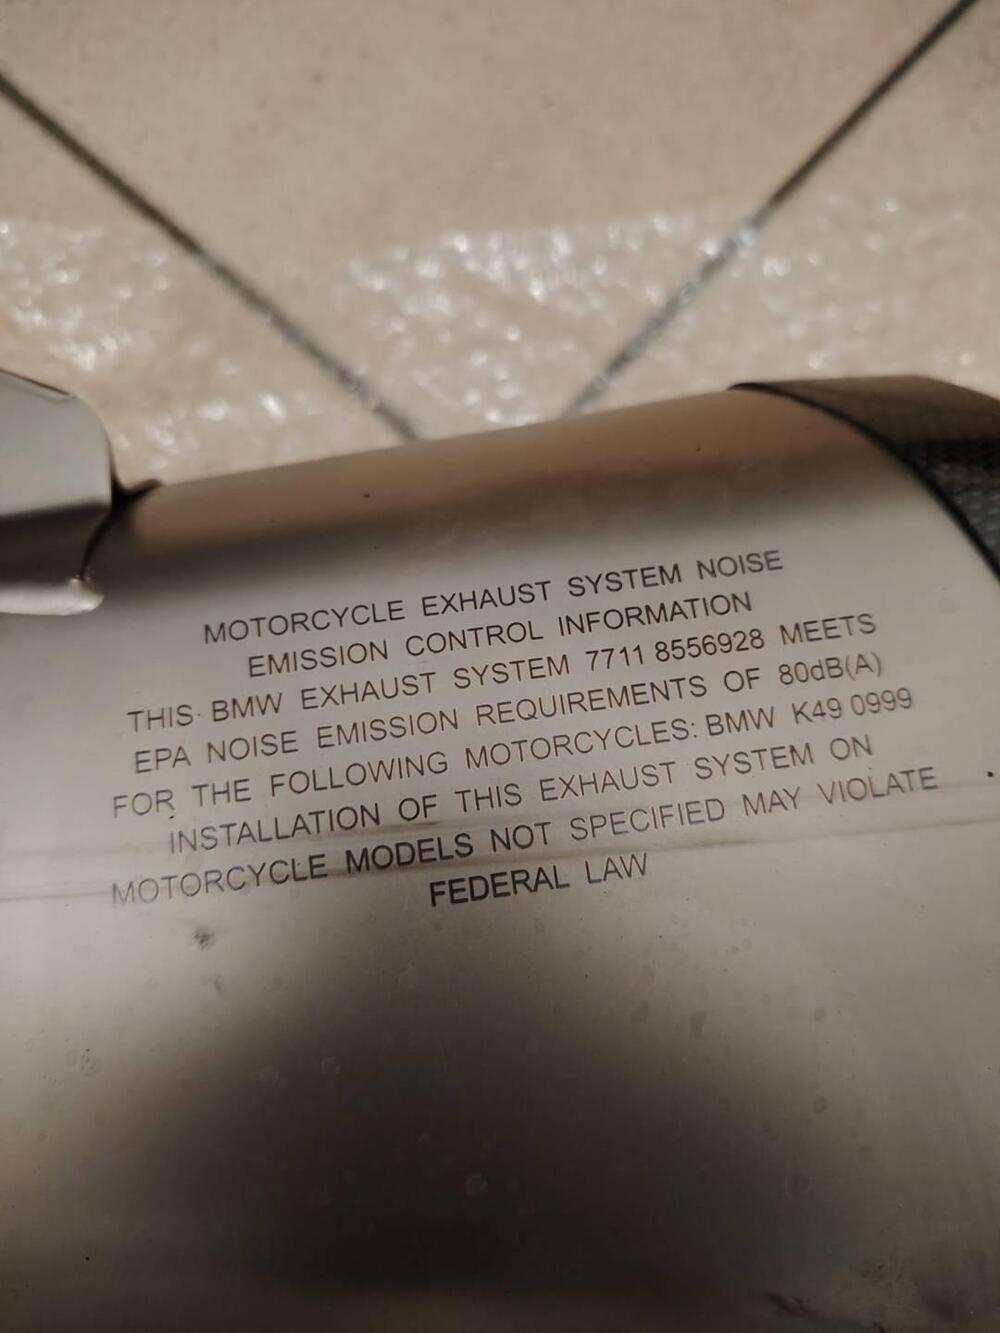 MOTORCYCLE EXHAUST SYSTEM NOISE
EMISSION CONTROL INFORMATION
THIS BMW EXHAUST SYSTEM 7711 8556928 MEETS
EPA NOISE EMISSION REQUIREMENTS OF 80dB(A)
FOR THE FOLLOWING MOTORCYCLES: BMW K49 0999
INSTALLATION OF THIS EXHAUST SYSTEM ON
MOTORCYCLE MODELS NOT SPECIFIED MAY VIOLATE
FEDERAL LAW